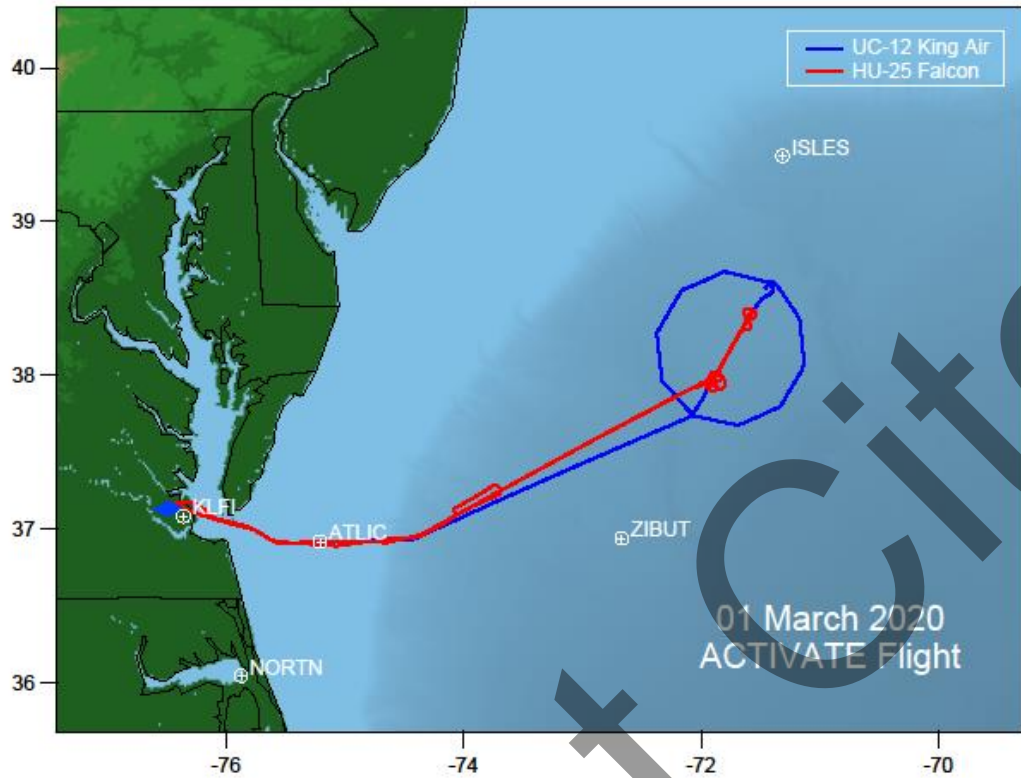 UC-12 King Air
HU-25 Falcon
40
ISLES
39
38
KLFI
37
ATLIC
ZIBUT
01 March 2020
ACTIVATE Flight
36
NORTN
-76
-74
-72
-70
t Cit